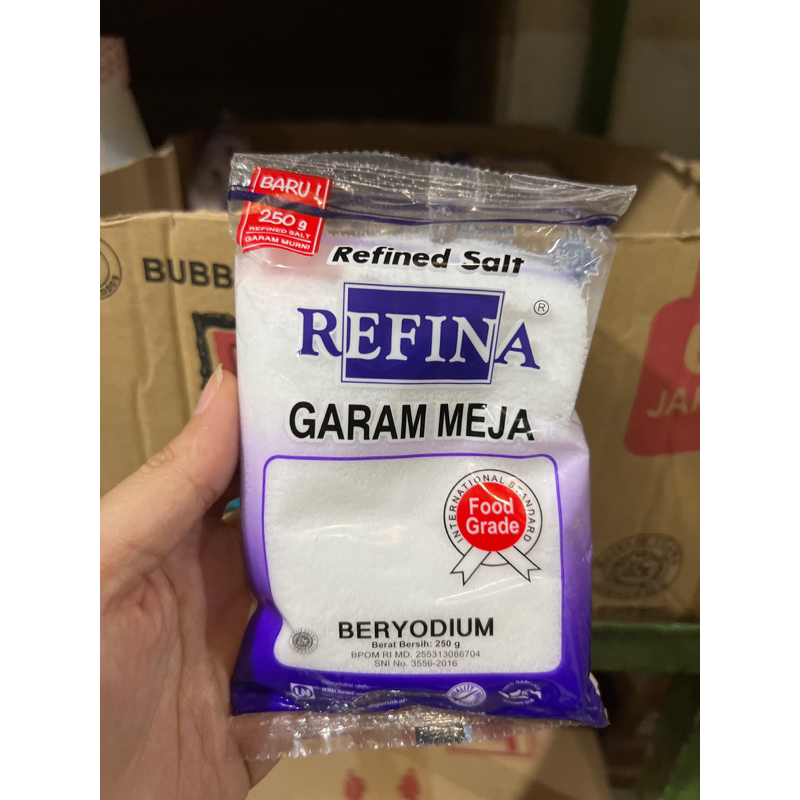 BARU !
250 g
REFINED SALT
GARAM MURNI
Refined Salt
REFINA®
GARAM MEJA
INTERNATIONAL STANDARD
Food
Grade
BERYODIUM
Berat Bersih: 250 g
BPOM RI MD. 255313086704
SNI No. 3556-2016
BUBB
JAN